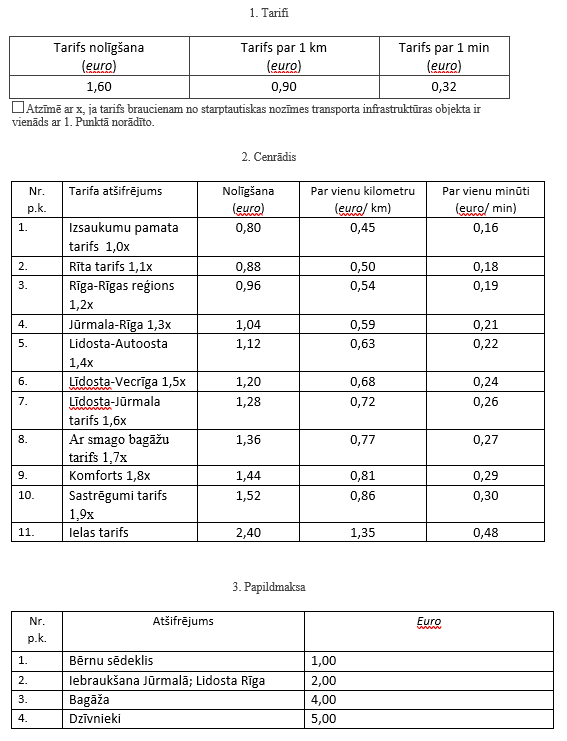 1. Tarifi
Tarifs nolīgšana Tarifs par 1 km Tarifs par 1 min
(euro) (euro) (euro)
1,60 0,90 0,32
Atzīmē ar x, ja tarifs braucienam no starptautiskas nozīmes transporta infrastruktūras objekta ir
vienāds ar 1. Punktā norādīto.
2. Cenrādis
Nr. Tarifa atšifrējums Nolīgšana Par vienu kilometru Par vienu minūti
p.k. (euro) (euro/ km) (euro/ min)
1. Izsaukumu pamata 0,80 0,45 0,16
tarifs 1,0x
2. Rīta tarifs 1,1x 0,88 0,50 0,18
3. Rīga-Rīgas reģions 0,96 0,54 0,19
1,2x
4. Jūrmala-Rīga 1,3x 1,04 0,59 0,21
5. Lidosta-Autoosta 1,12 0,63 0,22
1,4x
6. Līdosta-Vecrīga 1,5x 1,20 0,68 0,24
7. Līdosta-Jūrmala 1,28 0,72 0,26
tarifs 1,6x
8. Ar smago bagāžu 1,36 0,77 0,27
tarifs 1,7x
9. Komforts 1,8x 1,44 0,81 0,29
10. Sastrēgumi tarifs 1,52 0,86 0,30
1,9x
11. Ielas tarifs 2,40 1,35 0,48
3. Papildmaksa
Nr. Atšifrējums Euro
p.k.
1. Bērnu sēdeklis 1,00
2. Iebraukšana Jūrmalā; Lidosta Rīga 2,00
3. Bagāža 4,00
4. Dzīvnieki 5,00